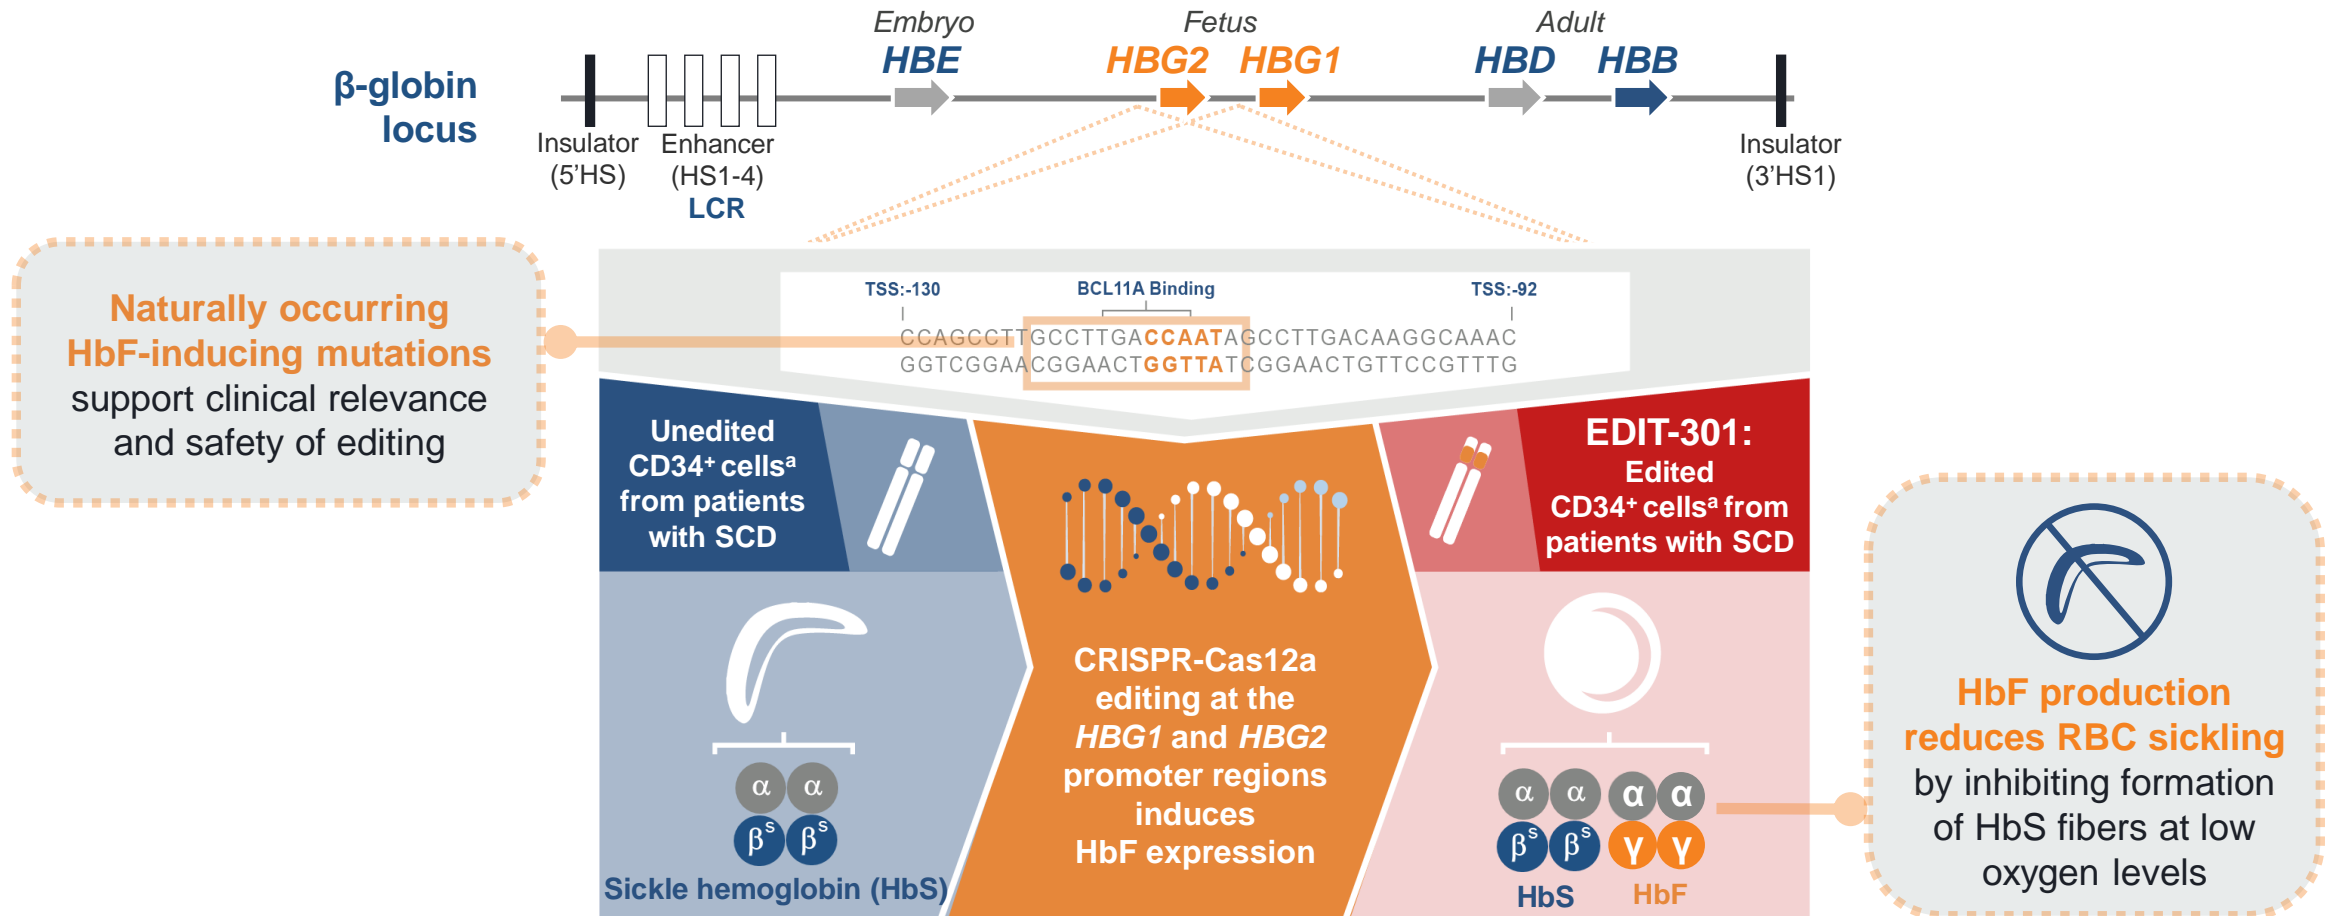 Embryo
Fetus
Adult
HBE
HBG2
HBG1
HBD
HBB
β-globin
locus
Insulator
(5'HS)
Enhancer
(HS1-4)
LCR
Insulator
(3'HS1)
Naturally occurring
HbF-inducing mutations
support clinical relevance
and safety of editing
TSS:-130
BCL11A Binding
TSS:-92
CCAGCCTTGCCTTGACCAATAGCCTTGACAAGGCAAAC
GGTCGGAACGGAACTGGTTATCGGAACTGTTCCGTTTG
Unedited
CD34⁺ cellsᵃ
from patients
with SCD
EDIT-301:
Edited
CD34⁺ cellsᵃ from
patients with SCD
CRISPR-Cas12a
editing at the
HBG1 and HBG2
promoter regions
induces
HbF expression
α α
βˢ βˢ
Sickle hemoglobin (HbS)
α α α α
βˢ βˢ γ γ
HbS HbF
HbF production
reduces RBC sickling
by inhibiting formation
of HbS fibers at low
oxygen levels